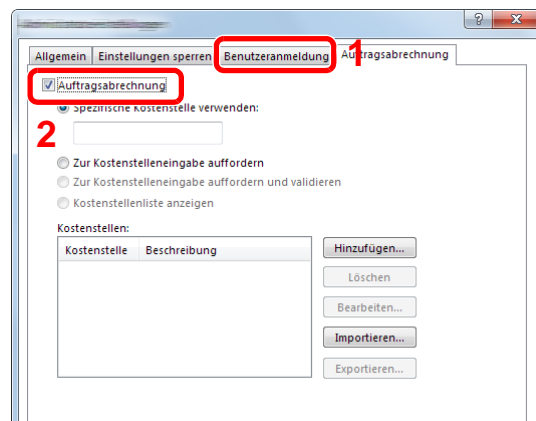 Allgemein Einstellungen sperren Benutzeranmeldung Auftragsabrechnung
1
Auftragsabrechnung
Spezifische Kostenstelle verwenden:
2
Zur Kostenstelleneingabe auffordern
Zur Kostenstelleneingabe auffordern und validieren
Kostenstellenliste anzeigen
Kostenstellen:
Kostenstelle Beschreibung
Hinzufügen...
Löschen
Bearbeiten...
Importieren...
Exportieren...